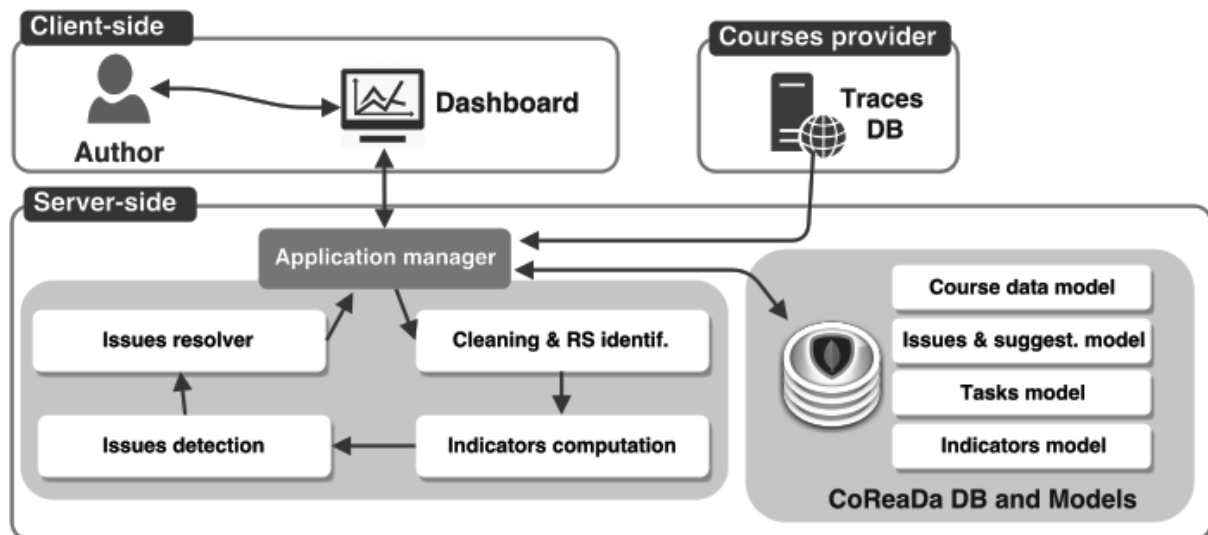 Client-side
Courses provider
Author
Dashboard
Traces
DB
Server-side
Application manager
Issues resolver
Cleaning & RS identif.
Issues detection
Indicators computation
Course data model
Issues & suggest. model
Tasks model
Indicators model
CoReaDa DB and Models